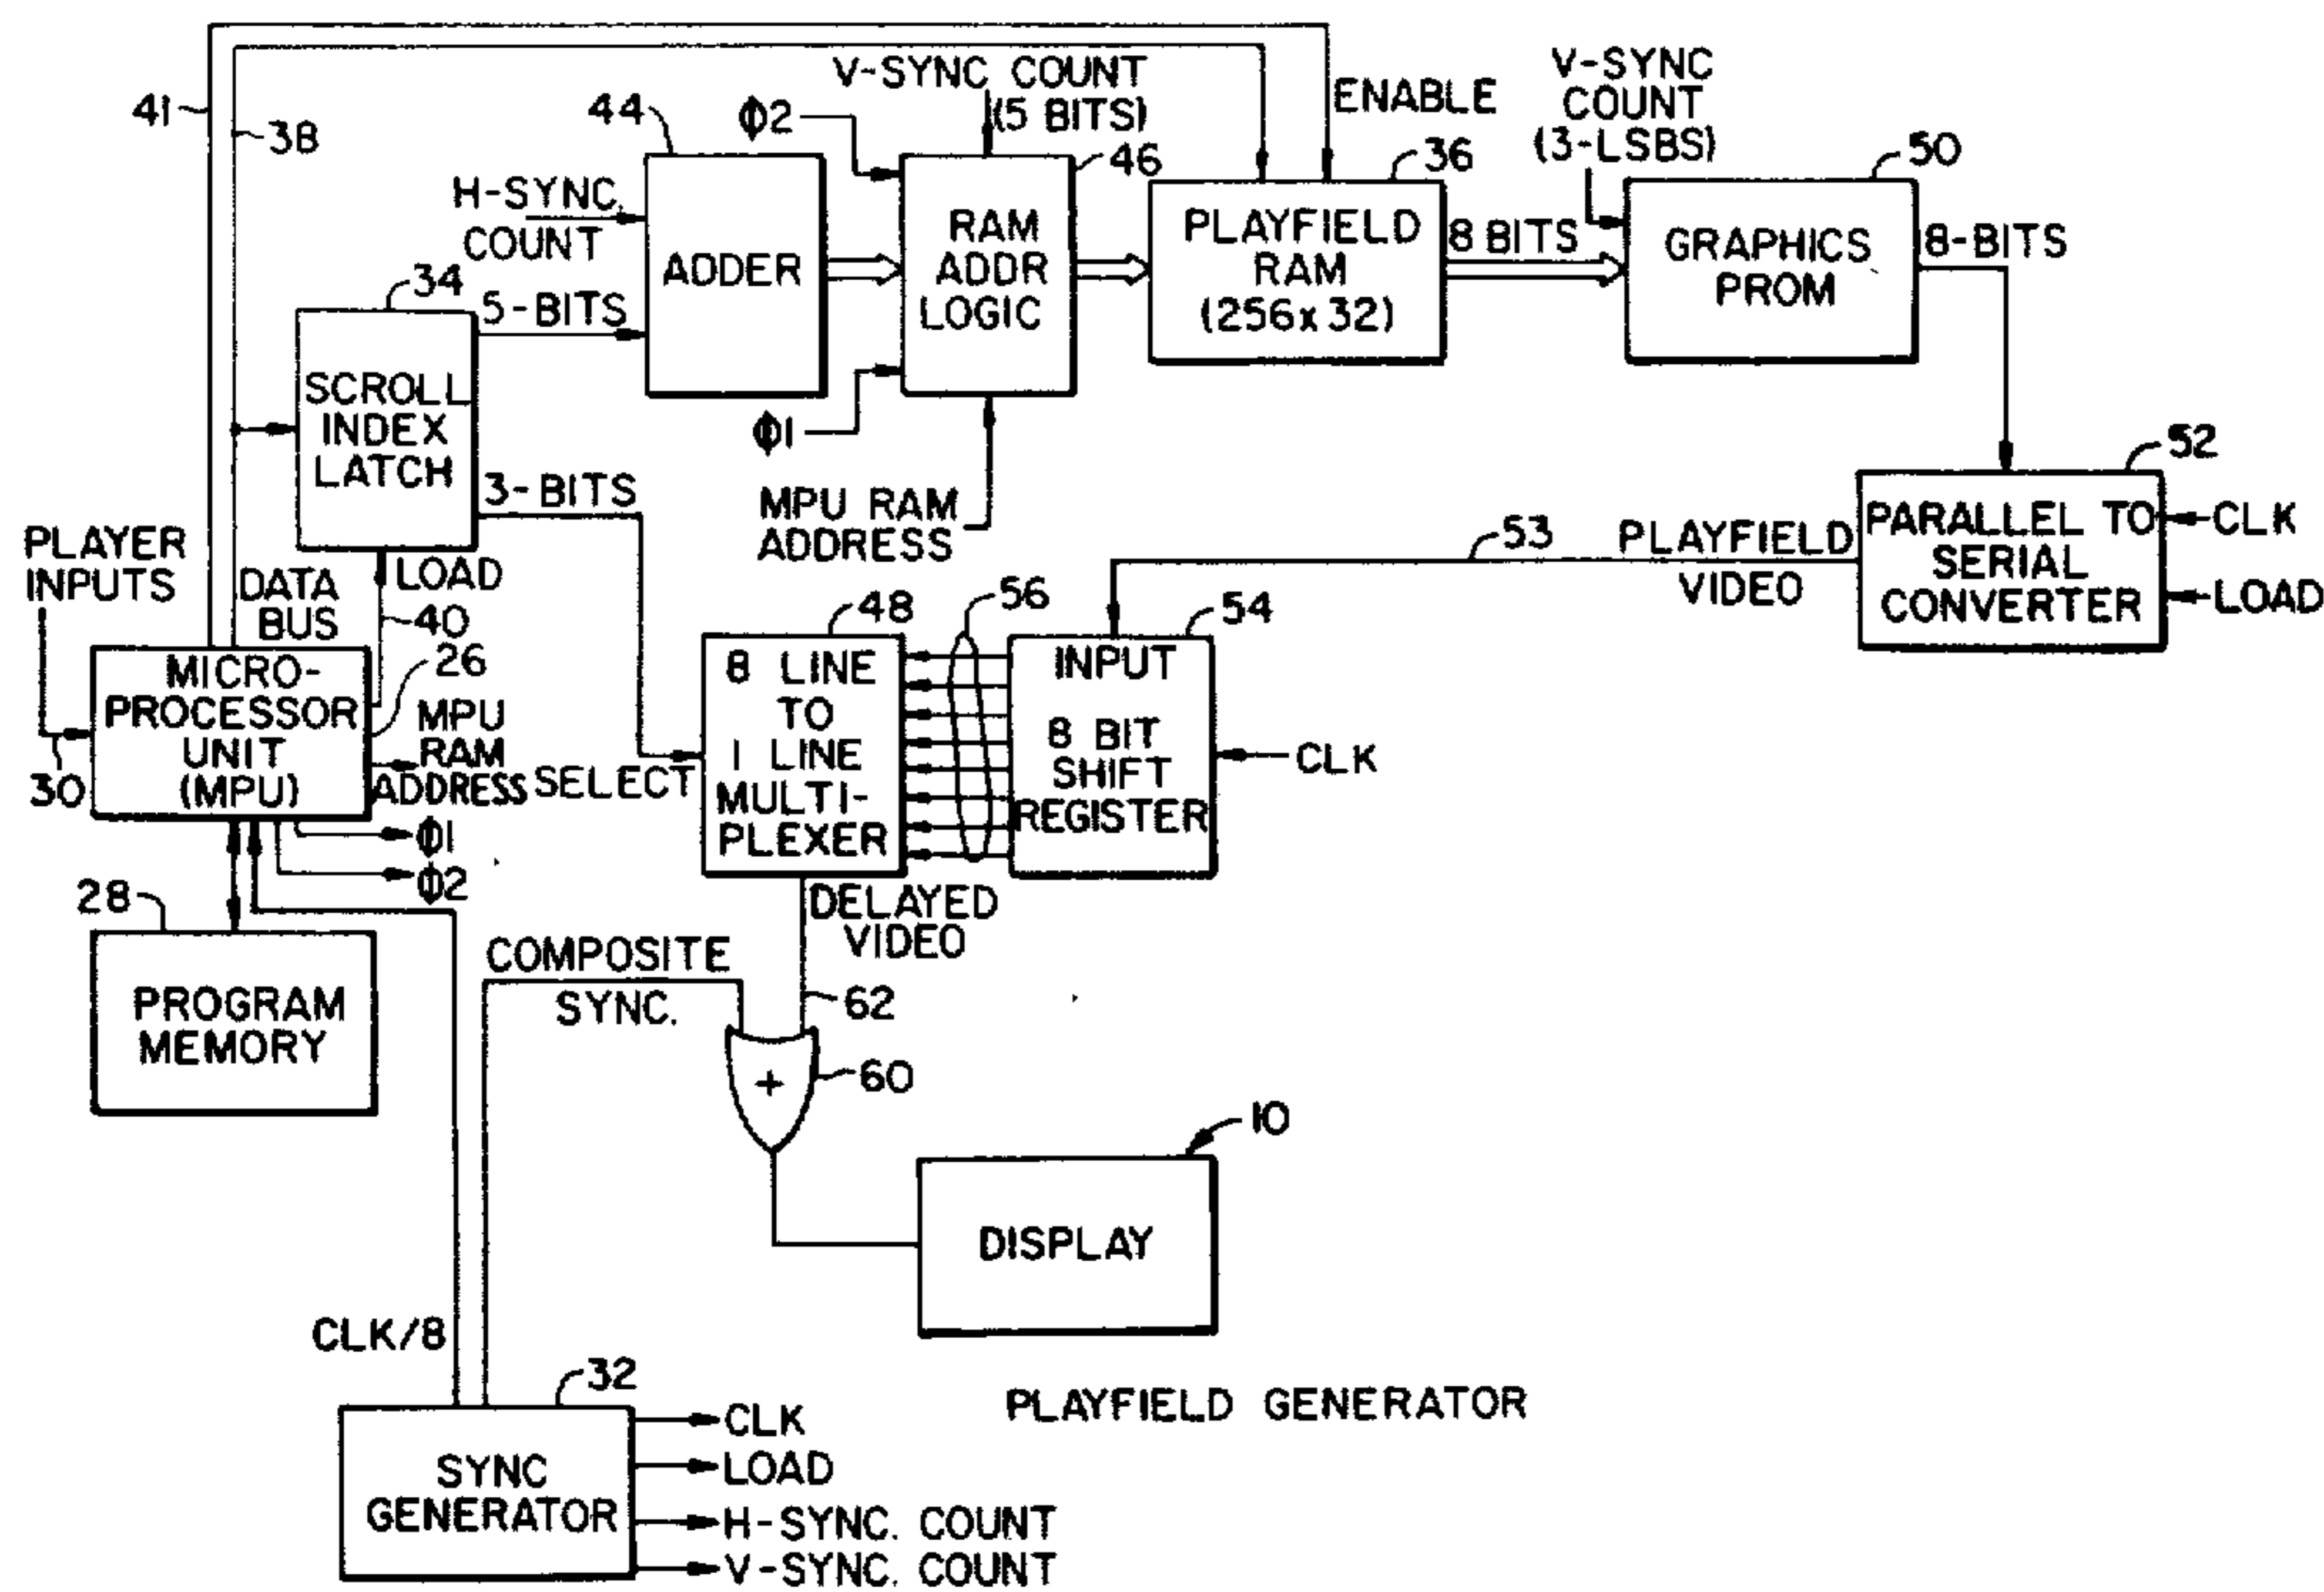 41
38
44
ф2
V-SYNC COUNT
(5 BITS)
46
ENABLE
36
V-SYNC
COUNT
(3-LSBS)
50
H-SYNC.
COUNT
ADDER
RAM
ADDR
LOGIC
PLAYFIELD
RAM
(256x32)
8 BITS
GRAPHICS
PROM
8-BITS
34
5-BITS
SCROLL
INDEX
LATCH
3-BITS
ф1
MPU RAM
ADDRESS
52
PARALLEL TO
SERIAL
CONVERTER
CLK
LOAD
53
PLAYFIELD
VIDEO
PLAYER
INPUTS
DATA
BUS
LOAD
40
26
MICRO-
PROCESSOR
UNIT
(MPU)
30
MPU
RAM
ADDRESS
ф1
ф2
SELECT
48
8 LINE
TO
1 LINE
MULTI-
PLEXER
56
54
INPUT
8 BIT
SHIFT
REGISTER
CLK
28
PROGRAM
MEMORY
DELAYED
VIDEO
COMPOSITE
SYNC.
62
+
60
10
DISPLAY
CLK/8
32
SYNC
GENERATOR
CLK
LOAD
H-SYNC. COUNT
V-SYNC. COUNT
PLAYFIELD GENERATOR